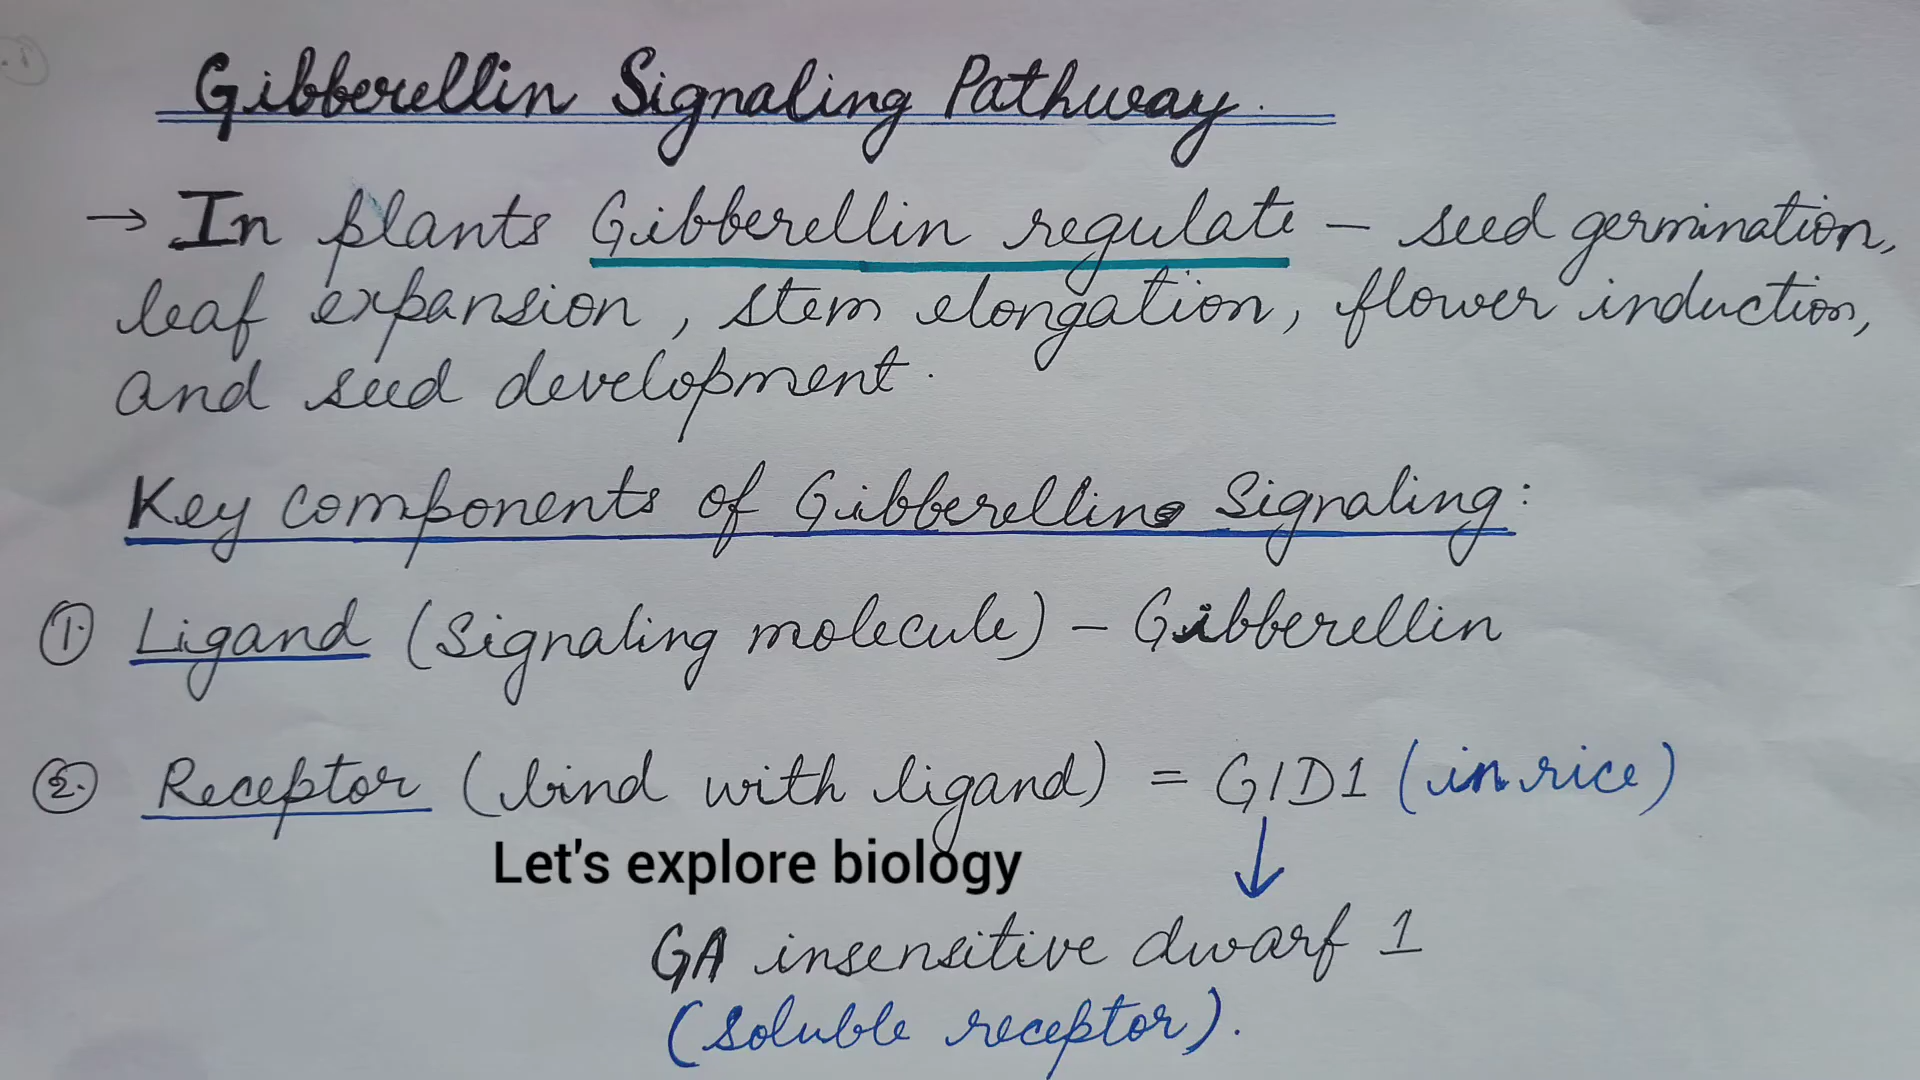 Gibberellin Signaling Pathway.
→ In plants Gibberellin regulate – seed germination,
leaf expansion, stem elongation, flower induction,
and seed development.
Key components of Gibberellins Signaling:
① Ligand (Signaling molecule) – Gibberellin
② Receptor (bind with ligand) = GID1 (in rice)
Let's explore biology
↓
GA insensitive dwarf 1
(soluble receptor).